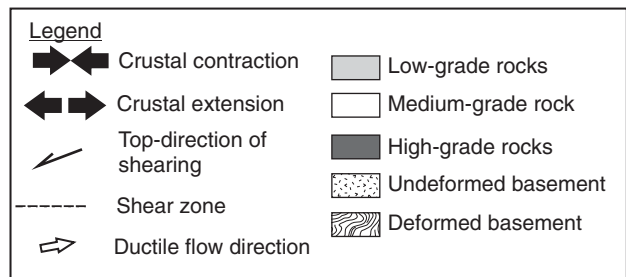 Legend
Crustal contraction
Crustal extension
Top-direction of
shearing
Shear zone
Ductile flow direction
Low-grade rocks
Medium-grade rock
High-grade rocks
Undeformed basement
Deformed basement